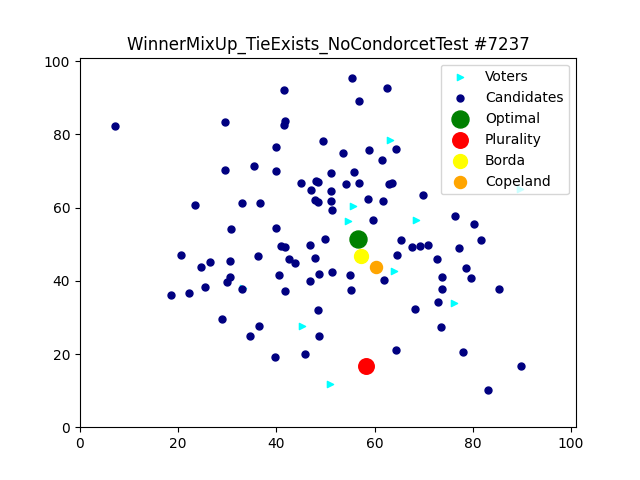 WinnerMixUp_TieExists_NoCondorcetTest #7237
100
80
60
40
20
0
0 20 40 60 80 100
Voters
Candidates
Optimal
Plurality
Borda
Copeland